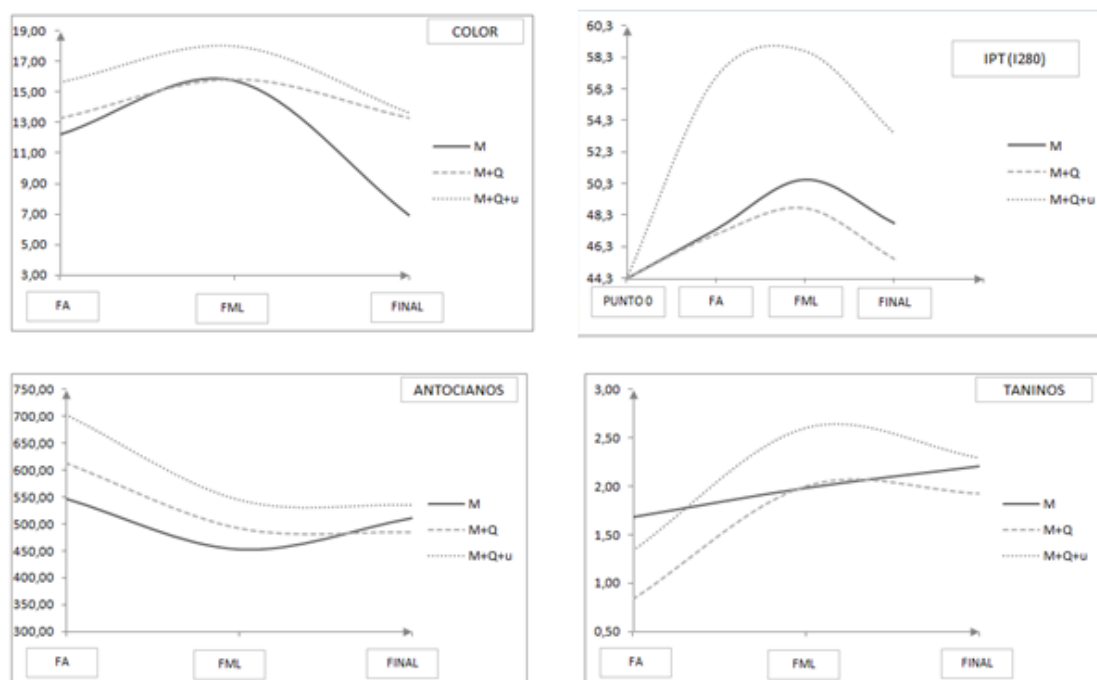 COLOR
19,00
17,00
15,00
13,00
11,00
9,00
7,00
5,00
3,00
M
M+Q
M+Q+u
FA
FML
FINAL
IPT(I280)
60,3
58,3
56,3
54,3
52,3
50,3
48,3
46,3
44,3
M
M+Q
M+Q+u
PUNTO 0
FA
FML
FINAL
ANTOCIANOS
750,00
700,00
650,00
600,00
550,00
500,00
450,00
400,00
350,00
300,00
M
M+Q
M+Q+u
FA
FML
FINAL
TANINOS
3,00
2,50
2,00
1,50
1,00
0,50
M
M+Q
M+Q+u
FA
FML
FINAL